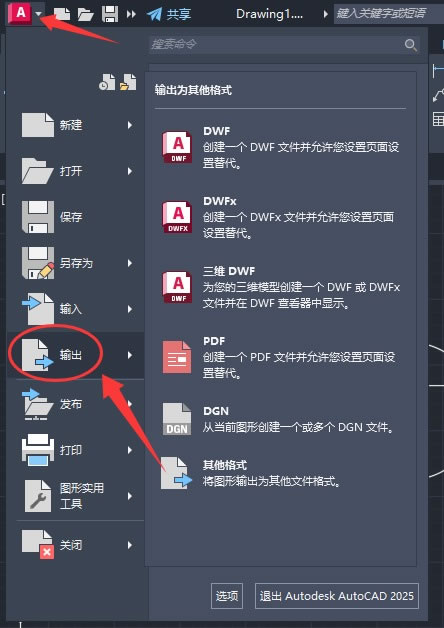 A
共享
Drawing1....
键入关键字或短语
搜索命令
输出为其他格式
新建
打开
保存
另存为
输入
输出
发布
打印
图形实用
工具
关闭
A
DWF
DWF
创建一个 DWF 文件并允许您设置页面设
置替代。
A
DWFX
DWFx
创建一个 DWFx 文件并允许您设置页面
设置替代。
A
DWF
三维 DWF
为您的三维模型创建一个 DWF 或 DWFx
文件并在 DWF 查看器中显示。
PDF
创建一个 PDF 文件并允许您设置页面设
置替代。
DGN
DGN
从当前图形创建一个或多个 DGN 文件。
其他格式
将图形输出为其他文件格式。
选项
退出 Autodesk AutoCAD 2025